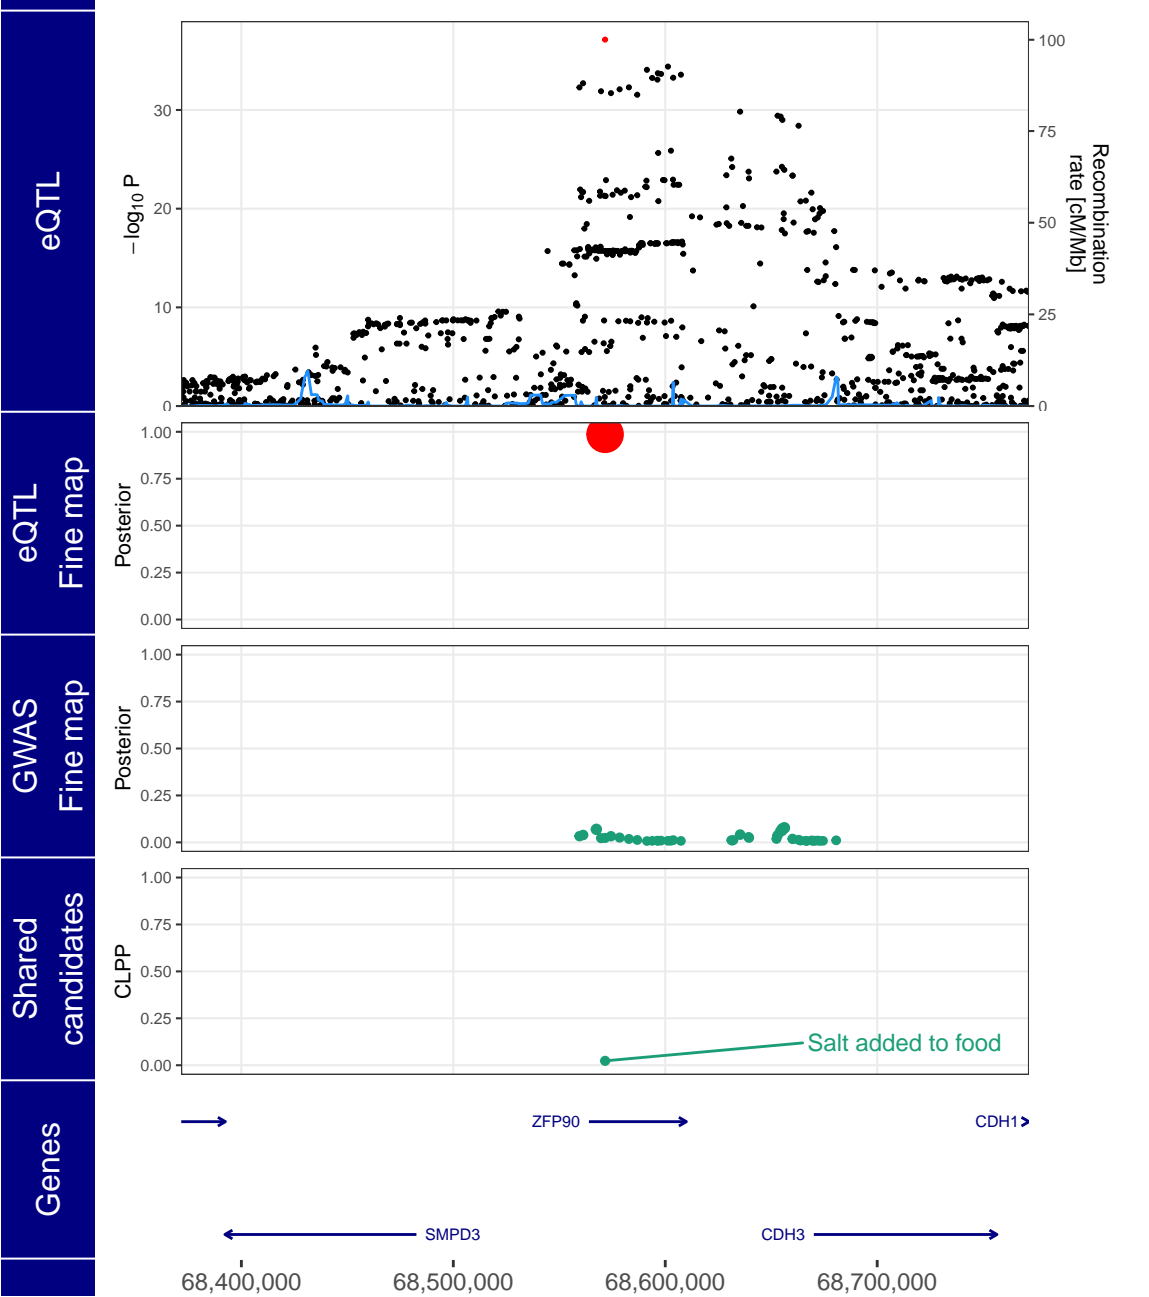 eQTL
−log10 P
30
20
10
0
100
75
50
25
0
Recombination
rate [cM/Mb]
eQTL
Fine map
Posterior
1.00
0.75
0.50
0.25
0.00
GWAS
Fine map
Posterior
1.00
0.75
0.50
0.25
0.00
Shared
candidates
CLPP
1.00
0.75
0.50
0.25
0.00
Salt added to food
Genes
ZFP90
CDH1
SMPD3
CDH3
68,400,000
68,500,000
68,600,000
68,700,000